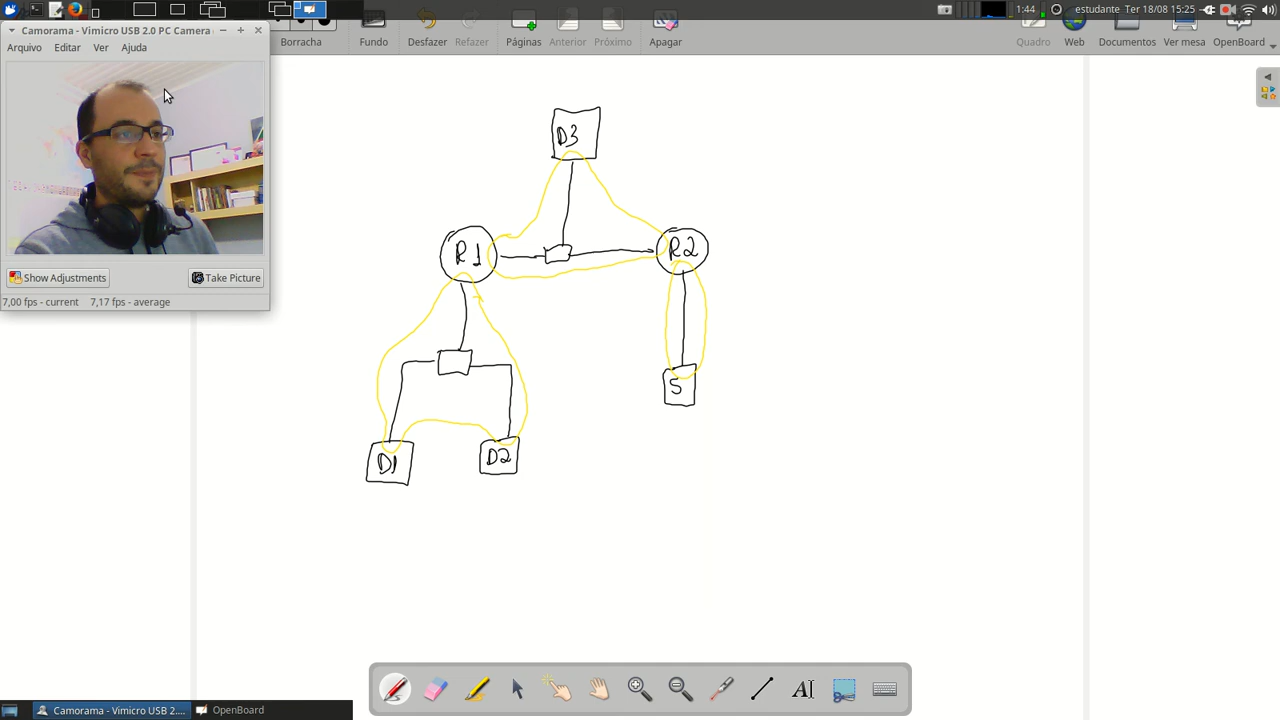 1:44
estudante
Ter 18/08 15:25
Camorama - Vimicro USB 2.0 PC Camera
Arquivo
Editar
Ver
Ajuda
Borracha
Fundo
Desfazer
Refazer
Páginas
Anterior
Próximo
Apagar
Quadro
Web
Documentos
Ver mesa
OpenBoard
D3
R1
R2
S
D1
D2
Show Adjustments
Take Picture
7,00 fps - current
7,17 fps - average
AI
Camorama - Vimicro USB 2....
OpenBoard